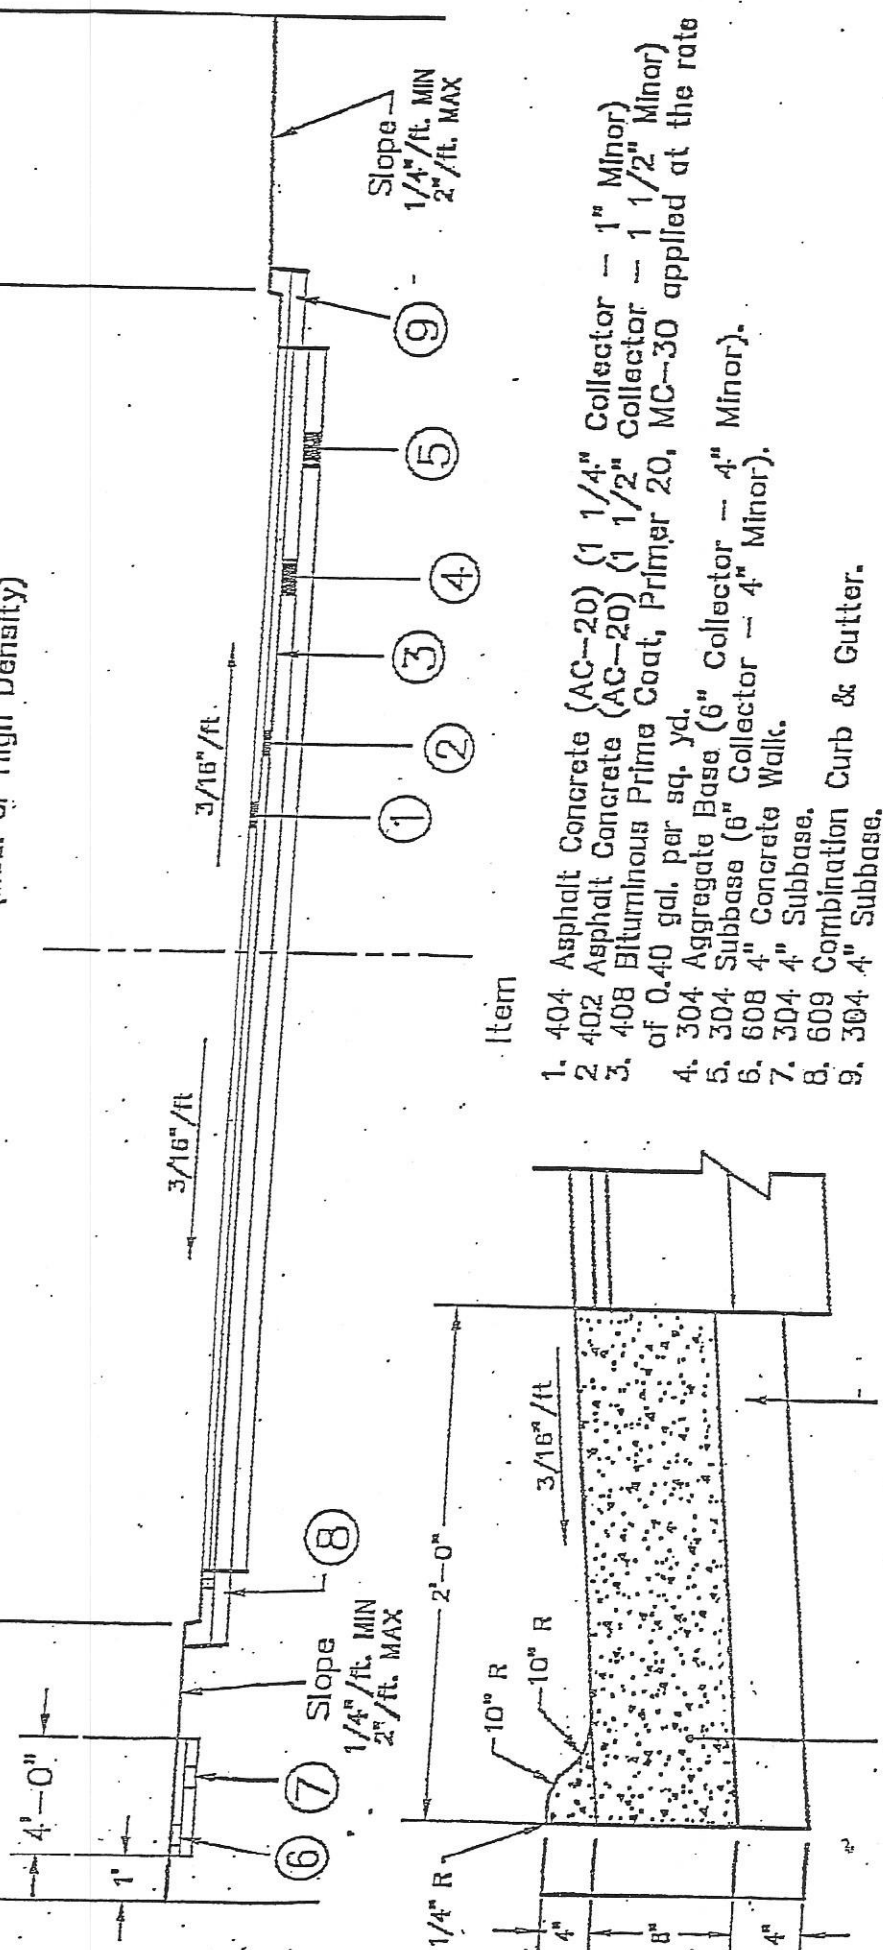 High Density)
4'-0"
1'
3/16"/ft
3/16"/ft.
Slope
1/4"/ft. MIN
2"/ft. MAX
Slope
1/4"/ft. MIN
2"/ft. MAX
6
7
8
1
2
3
4
5
9
Item
1. 404 Asphalt Concrete (AC-20) (1 1/4" Collector - 1" Minor)
2 402 Asphalt Concrete (AC-20) (1 1/2" Collector - 1 1/2" Minor)
3. 408 Bituminous Prime Coat, Primer 20, MC-30 applied at the rate
of 0.40 gal. per sq. yd.
4. 304 Aggregate Base (6" Collector - 4" Minor).
5. 304 Subbase (6" Collector - 4" Minor).
6. 608 4" Concrete Walk.
7. 304 4" Subbase.
8. 609 Combination Curb & Gutter.
9. 304 4" Subbase.
1/4" R
2'-0"
10" R
10" R
3/16"/ft
4"
8"
4"